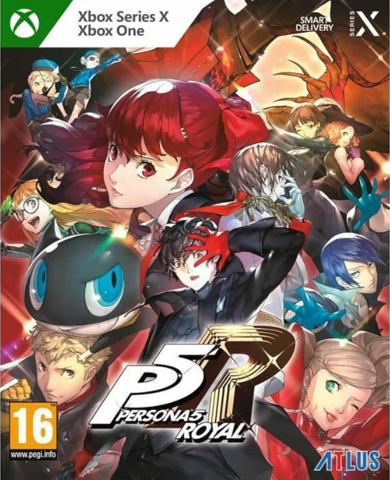 Xbox Series X
Xbox One
SMART
DELIVERY
SERIES X
P5R
PERSONA5
ROYAL
16
www.pegi.info
ATLUS